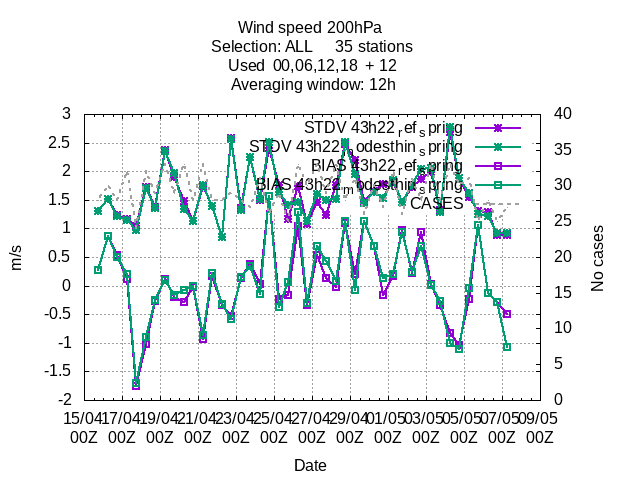 Wind speed 200hPa
Selection: ALL 35 stations
Used 00,06,12,18 + 12
Averaging window: 12h
3
2.5
2
1.5
1
0.5
0
-0.5
-1
-1.5
-2
m/s
40
35
30
25
20
15
10
5
0
No cases
STDV 43h22_ref_spring
STDV 43h22_modesthin_spring
BIAS 43h22_ref_spring
BIAS 43h22_modesthin_spring
CASES
15/04 17/04 19/04 21/04 23/04 25/04 27/04 29/04 01/05 03/05 05/05 07/05 09/05
00Z 00Z 00Z 00Z 00Z 00Z 00Z 00Z 00Z 00Z 00Z 00Z 00Z
Date